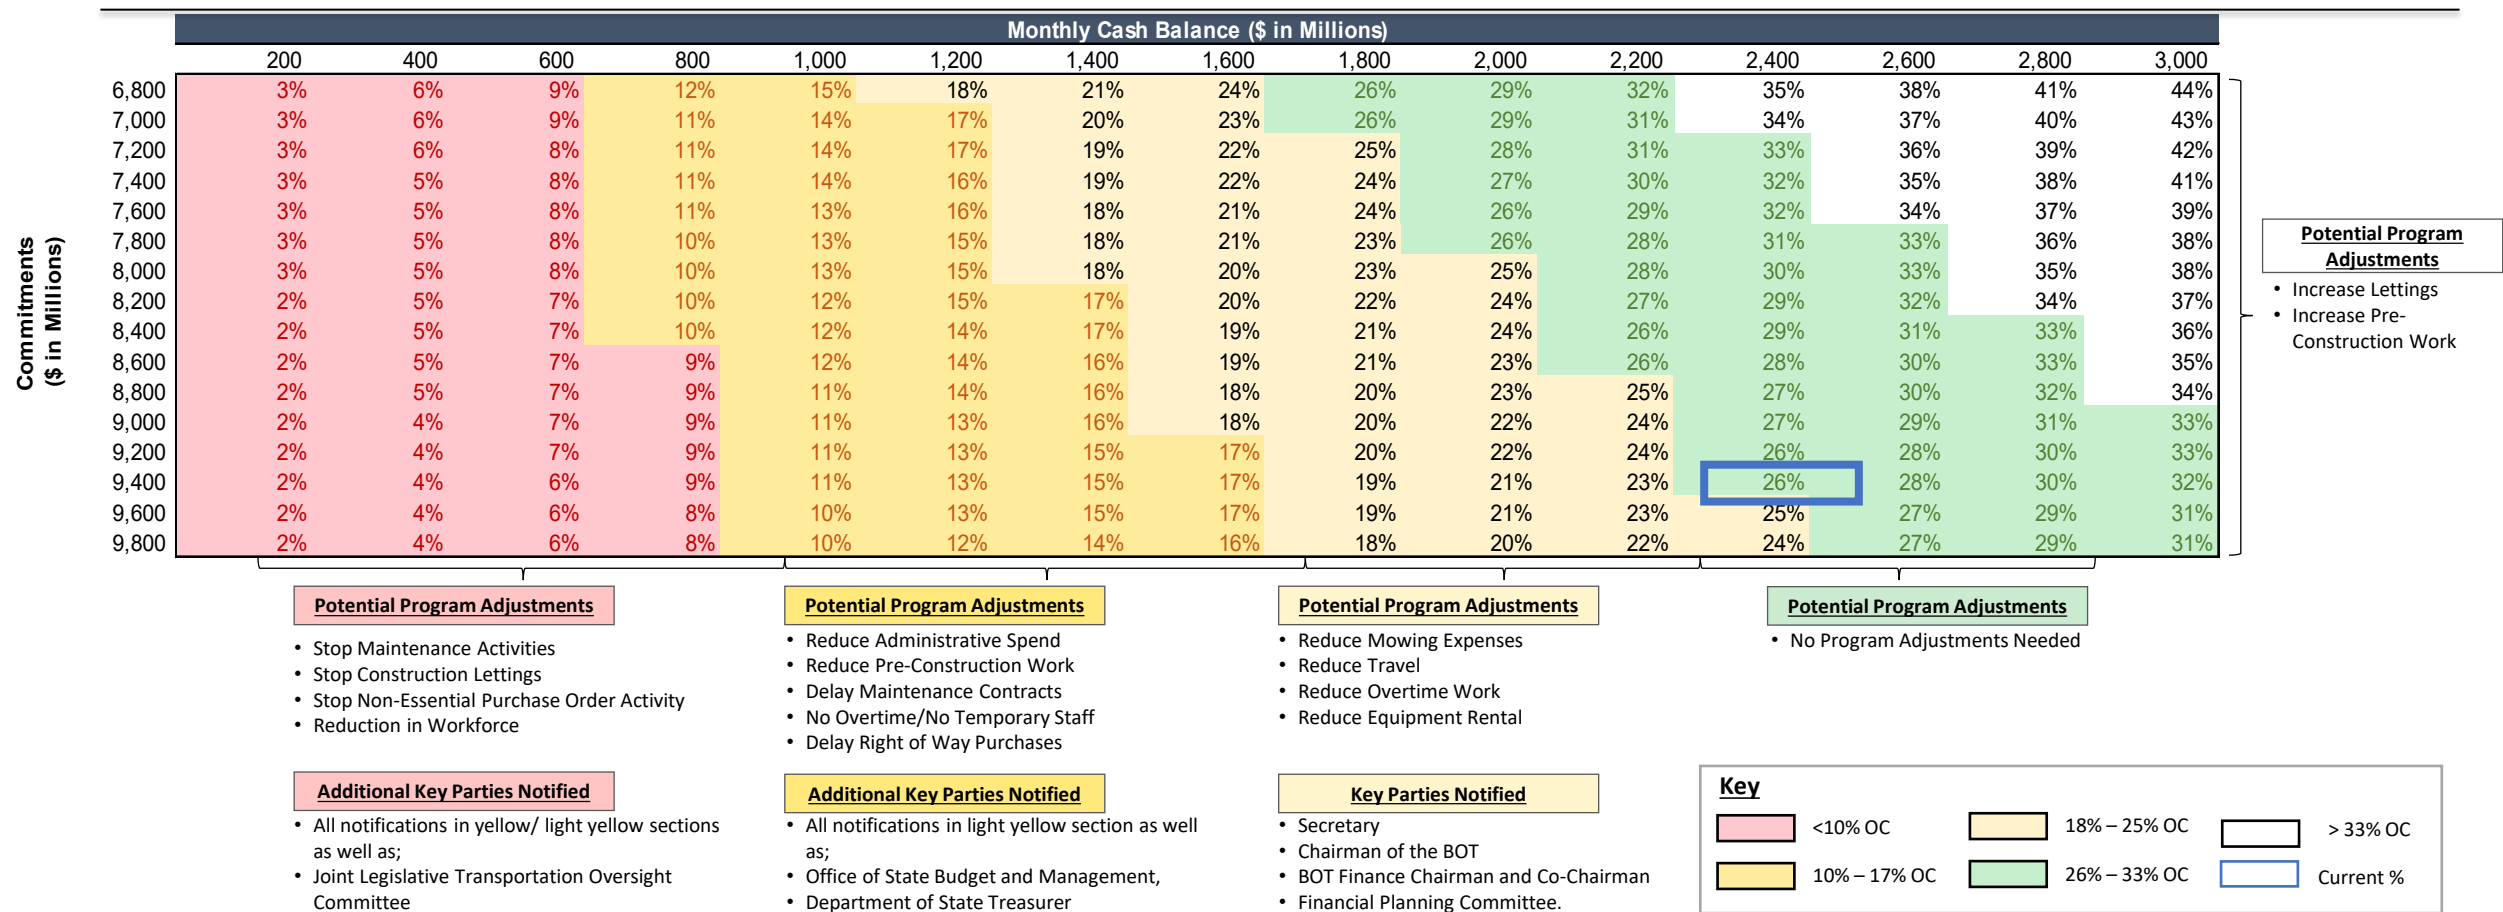 Monthly Cash Balance ($ in Millions)
200 400 600 800 1,000 1,200 1,400 1,600 1,800 2,000 2,200 2,400 2,600 2,800 3,000
Commitments
($ in Millions)
6,800 3% 6% 9% 12% 15% 18% 21% 24% 26% 29% 32% 35% 38% 41% 44%
7,000 3% 6% 9% 11% 14% 17% 20% 23% 26% 29% 31% 34% 37% 40% 43%
7,200 3% 6% 8% 11% 14% 17% 19% 22% 25% 28% 31% 33% 36% 39% 42%
7,400 3% 5% 8% 11% 14% 16% 19% 22% 24% 27% 30% 32% 35% 38% 41%
7,600 3% 5% 8% 11% 13% 16% 18% 21% 24% 26% 29% 32% 34% 37% 39%
7,800 3% 5% 8% 10% 13% 15% 18% 21% 23% 26% 28% 31% 33% 36% 38%
8,000 3% 5% 8% 10% 13% 15% 18% 20% 23% 25% 28% 30% 33% 35% 38%
8,200 2% 5% 7% 10% 12% 15% 17% 20% 22% 24% 27% 29% 32% 34% 37%
8,400 2% 5% 7% 10% 12% 14% 17% 19% 21% 24% 26% 29% 31% 33% 36%
8,600 2% 5% 7% 9% 12% 14% 16% 19% 21% 23% 26% 28% 30% 33% 35%
8,800 2% 5% 7% 9% 11% 14% 16% 18% 20% 23% 25% 27% 30% 32% 34%
9,000 2% 4% 7% 9% 11% 13% 16% 18% 20% 22% 24% 27% 29% 31% 33%
9,200 2% 4% 7% 9% 11% 13% 15% 17% 20% 22% 24% 26% 28% 30% 33%
9,400 2% 4% 6% 9% 11% 13% 15% 17% 19% 21% 23% 26% 28% 30% 32%
9,600 2% 4% 6% 8% 10% 13% 15% 17% 19% 21% 23% 25% 27% 29% 31%
9,800 2% 4% 6% 8% 10% 12% 14% 16% 18% 20% 22% 24% 27% 29% 31%
Potential Program
Adjustments
• Increase Lettings
• Increase Pre-
Construction Work
Potential Program Adjustments
• Stop Maintenance Activities
• Stop Construction Lettings
• Stop Non-Essential Purchase Order Activity
• Reduction in Workforce
Potential Program Adjustments
• Reduce Administrative Spend
• Reduce Pre-Construction Work
• Delay Maintenance Contracts
• No Overtime/No Temporary Staff
• Delay Right of Way Purchases
Potential Program Adjustments
• Reduce Mowing Expenses
• Reduce Travel
• Reduce Overtime Work
• Reduce Equipment Rental
Potential Program Adjustments
• No Program Adjustments Needed
Additional Key Parties Notified
• All notifications in yellow/ light yellow sections
as well as;
• Joint Legislative Transportation Oversight
Committee
Additional Key Parties Notified
• All notifications in light yellow section as well
as;
• Office of State Budget and Management,
• Department of State Treasurer
Key Parties Notified
• Secretary
• Chairman of the BOT
• BOT Finance Chairman and Co-Chairman
• Financial Planning Committee.
Key
<10% OC
18% – 25% OC
> 33% OC
10% – 17% OC
26% – 33% OC
Current %